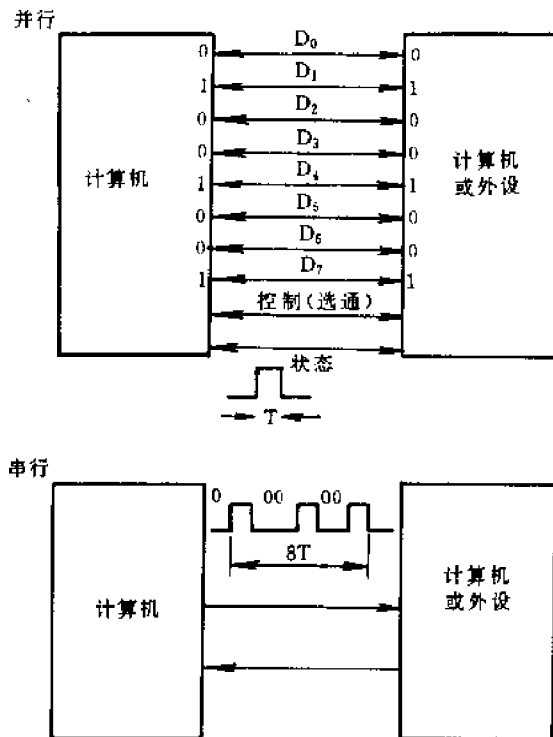 并行
0 D₀ 0
1 D₁ 1
0 D₂ 0
0 D₃ 0
计算机
1 D₄ 1
计算机
或外设
0 D₅ 0
0 D₆ 0
1 D₇ 1
控制(选通)
状态
T
串行
0 00 00
8T
计算机
计算机
或外设